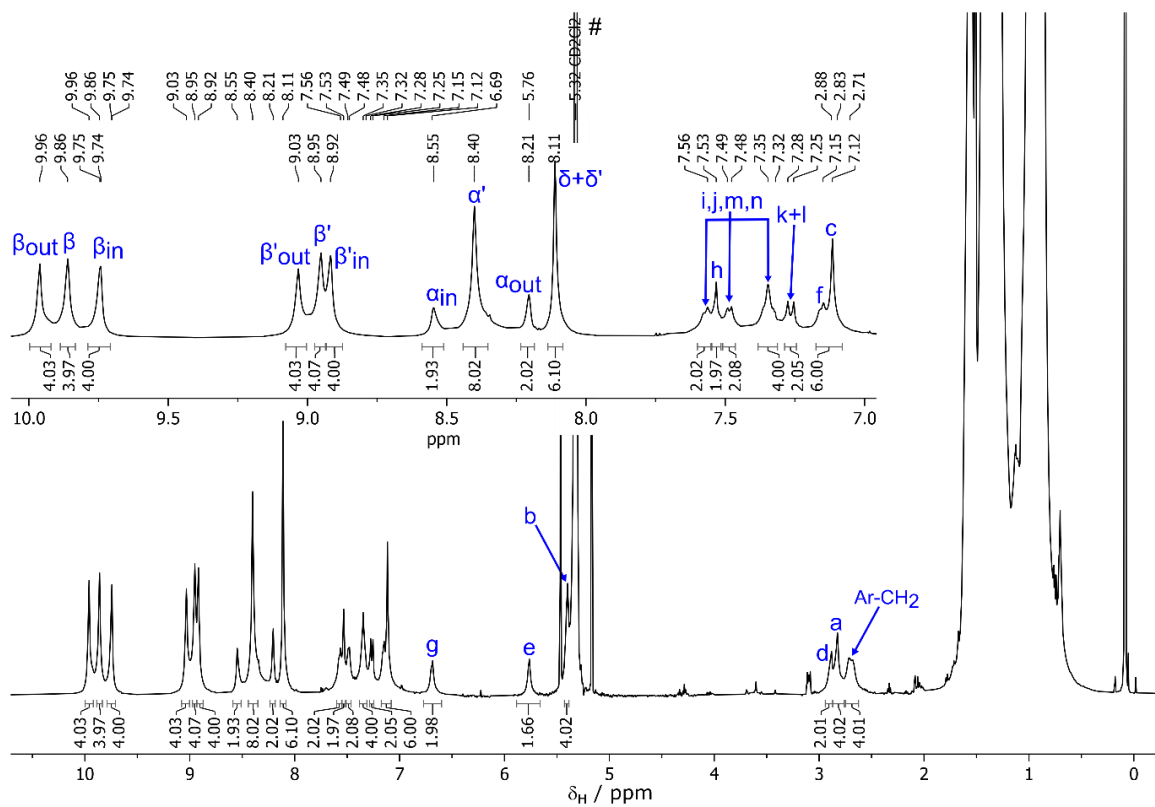 5.32 CD2Cl2 #
9.96 9.86 9.75 9.74 9.03 8.95 8.92 8.55 8.40 8.21 8.11 7.56 7.53 7.49 7.48 7.35 7.32 7.28 7.25 7.15 7.12 6.69 5.76 2.88 2.83 2.71
9.96 9.86 9.75 9.74 9.03 8.95 8.92 8.55 8.40 8.21 8.11 7.56 7.53 7.49 7.48 7.35 7.32 7.28 7.25 7.15 7.12
α' δ+δ'
i,j,m,n k+l
βout β βin β'out β' β'in αin αout h f c
4.03 3.97 4.00 4.03 4.07 4.00 1.93 8.02 2.02 6.10 2.02 1.97 2.08 4.00 2.05 6.00
10.0 9.5 9.0 8.5 8.0 7.5 7.0
ppm
b
Ar-CH2
g e d a
4.03 3.97 4.00 4.03 4.07 4.00 1.93 8.02 2.02 6.10 2.02 1.97 2.08 4.00 2.05 6.00 1.98 1.66 4.02 2.01 4.02 4.01
10 9 8 7 6 5 4 3 2 1 0
δH / ppm